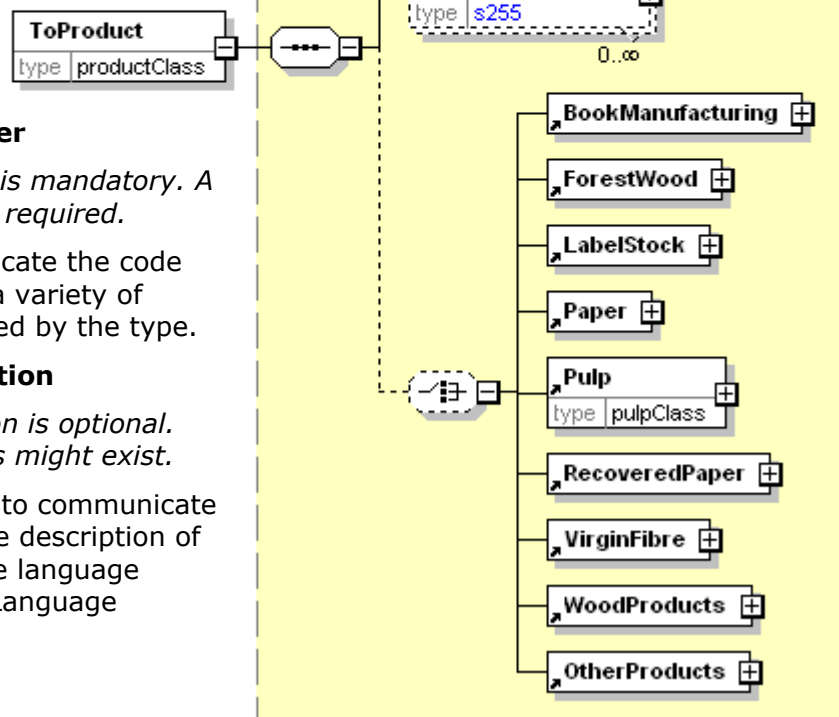 ToProduct
type productClass
type s255
0..∞
er
is mandatory. A
required.
cate the code
a variety of
ed by the type.
tion
n is optional.
s might exist.
to communicate
e description of
e language
anguage
BookManufacturing
ForestWood
LabelStock
Paper
Pulp
type pulpClass
RecoveredPaper
VirginFibre
WoodProducts
OtherProducts